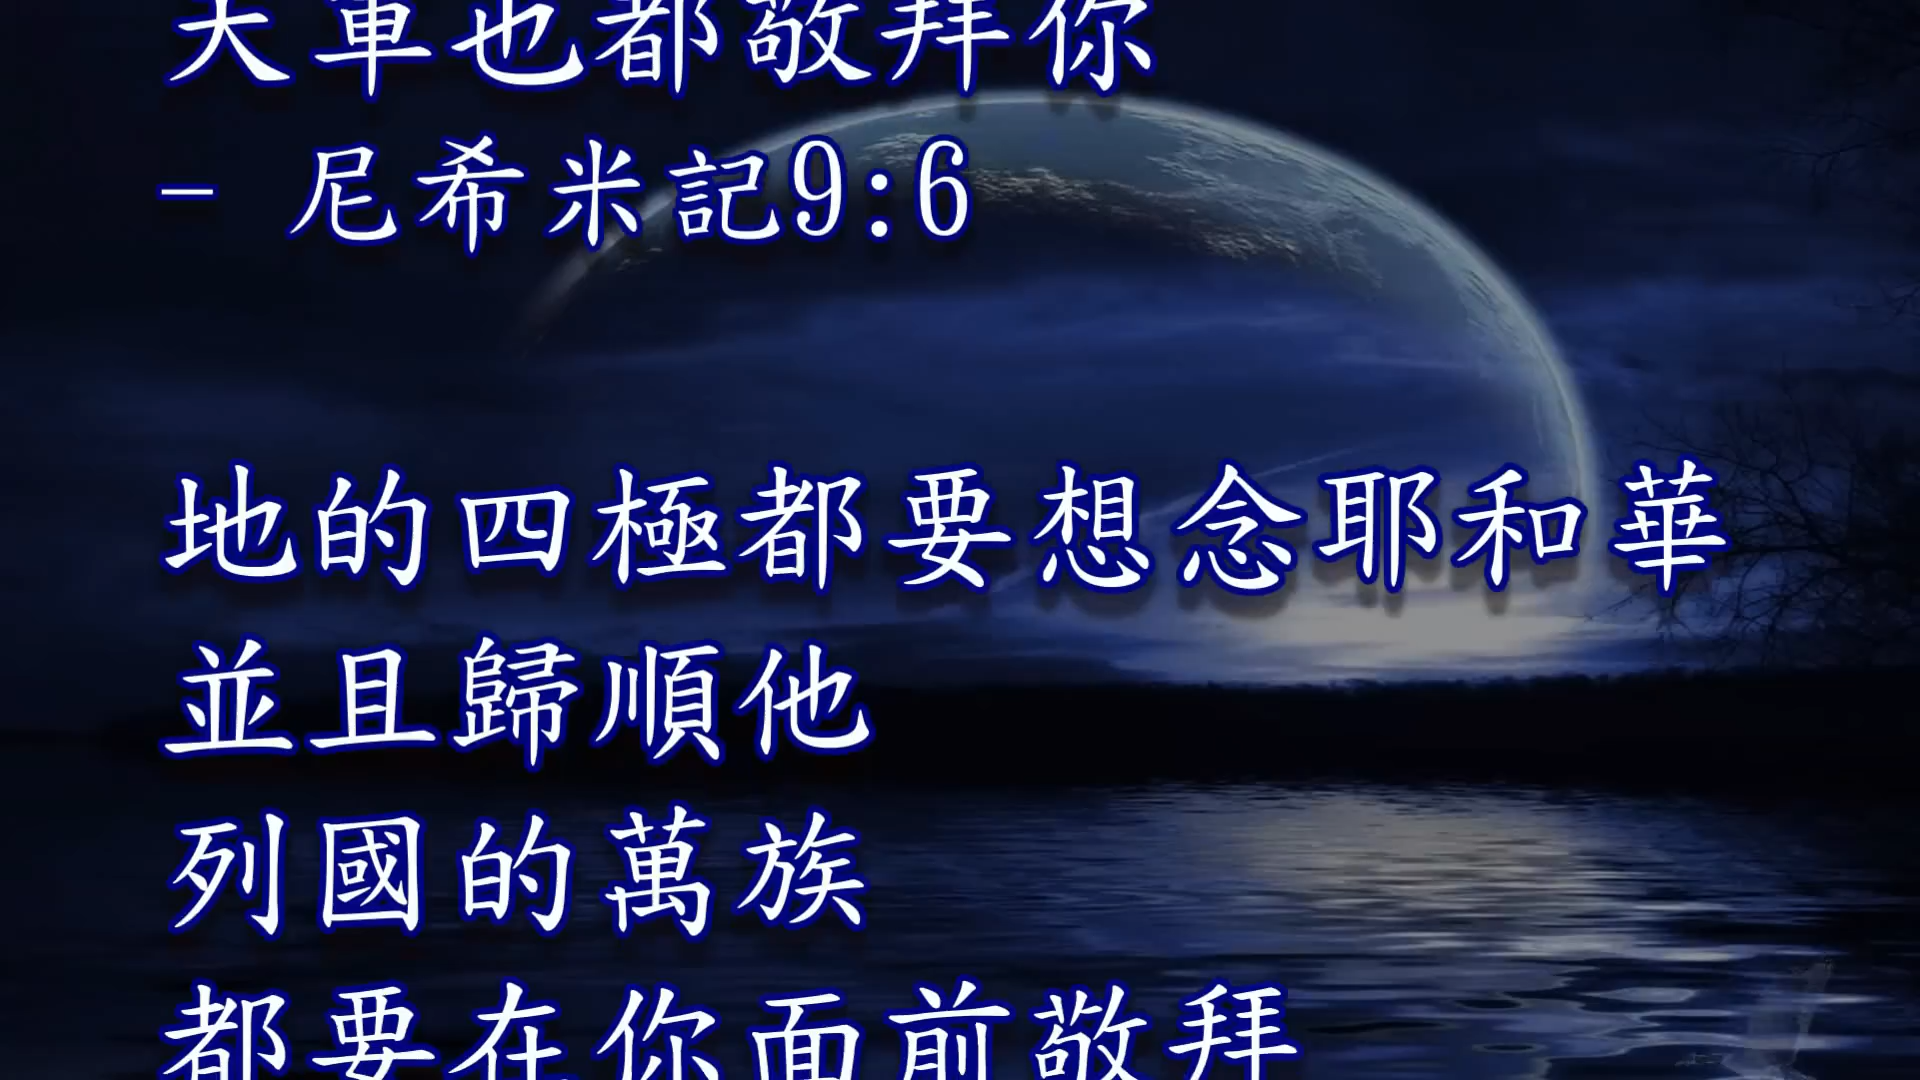 天軍也都敬拜你
- 尼希米記9:6
地的四極都要想念耶和華
並且歸順他
列國的萬族
都要在你面前敬拜